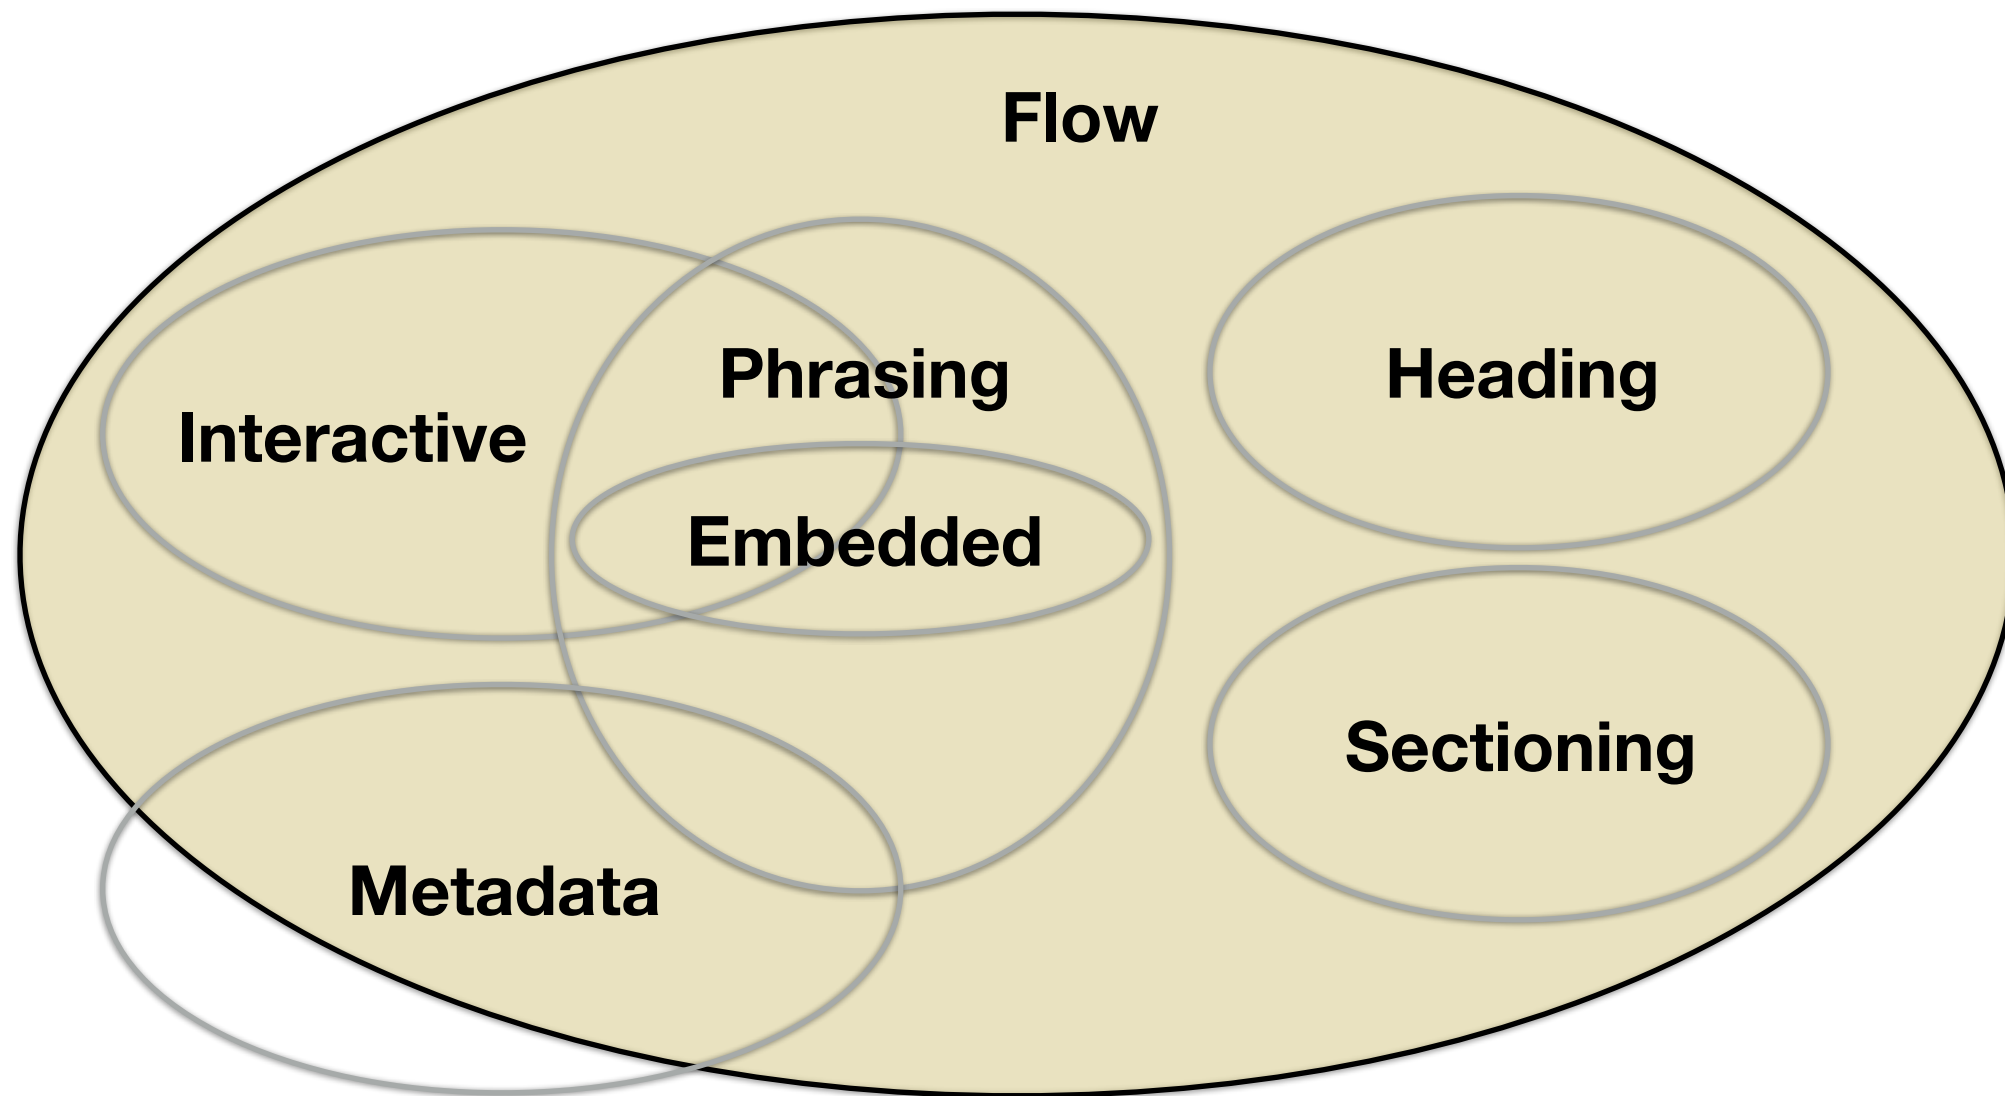 Flow
Phrasing
Heading
Interactive
Embedded
Sectioning
Metadata